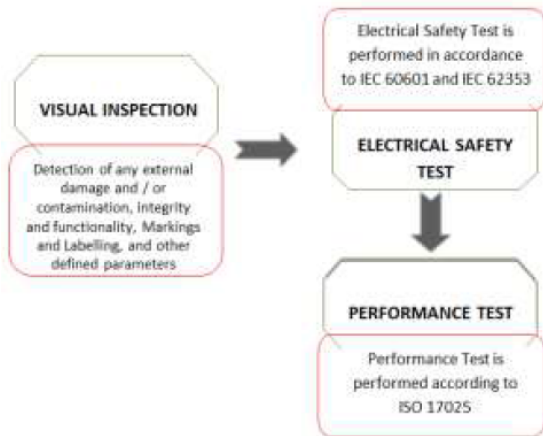 VISUAL INSPECTION
Detection of any external
damage and / or
contamination, integrity
and functionality, Markings
and Labelling, and other
defined parameters
Electrical Safety Test is
performed in accordance
to IEC 60601 and IEC 62353
ELECTRICAL SAFETY
TEST
PERFORMANCE TEST
Performance Test is
performed according to
ISO 17025